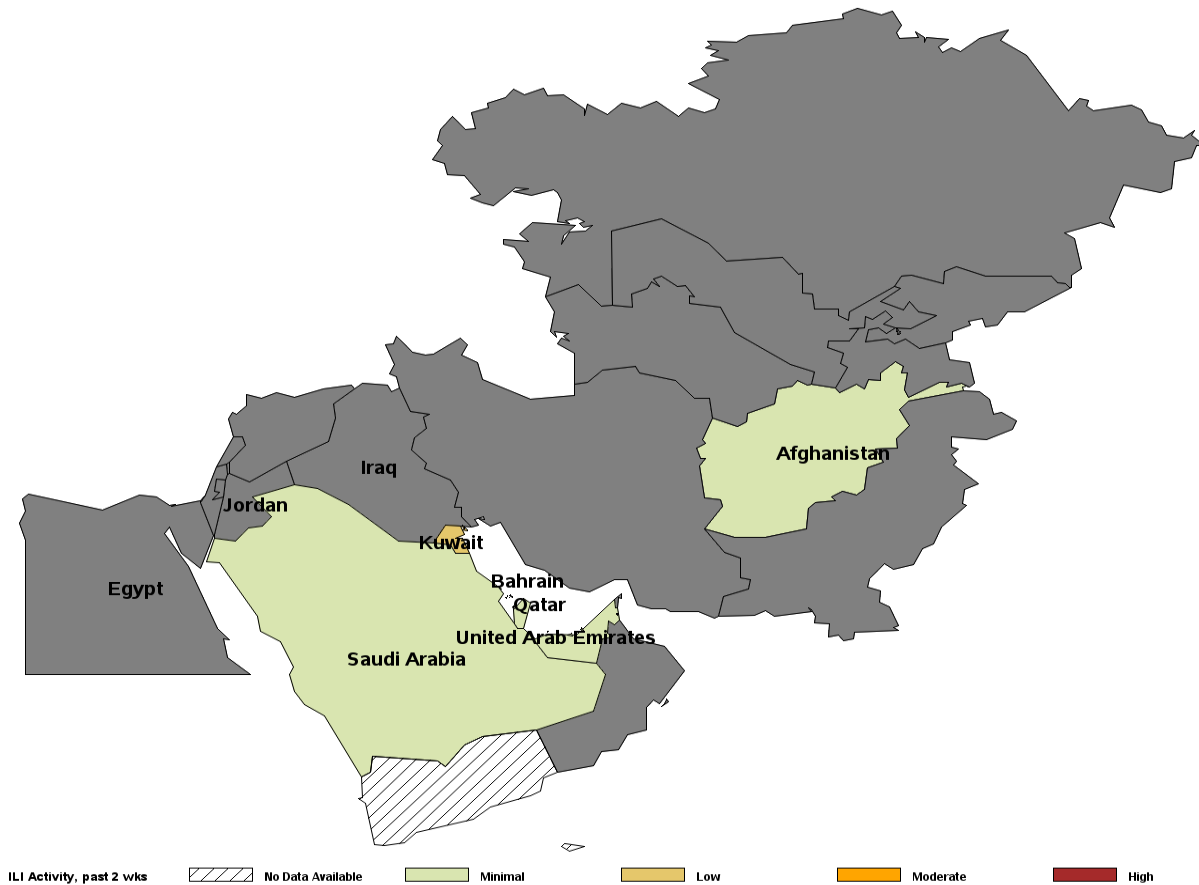 Afghanistan
Iraq
Jordan
Kuwait
Bahrain
Egypt
Qatar
United Arab Emirates
Saudi Arabia
ILI Activity, past 2 wks No Data Available Minimal Low Moderate High